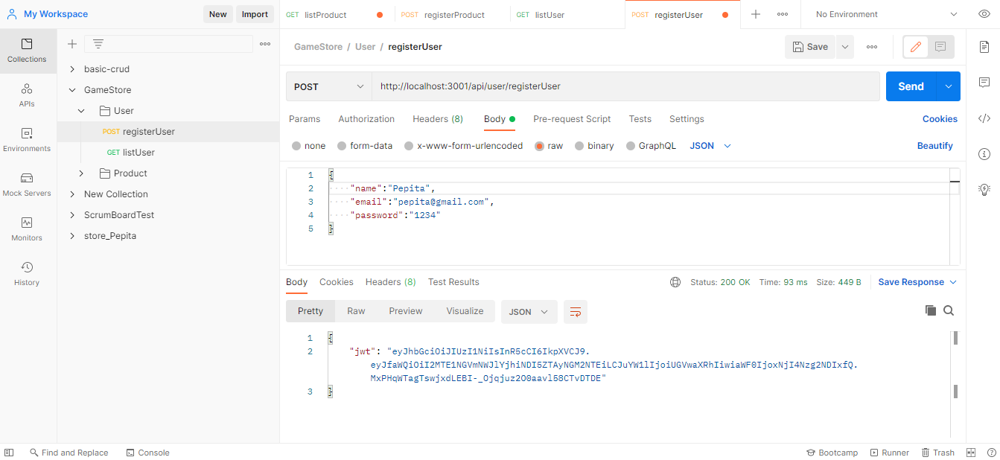 My Workspace
New
Import
GET listProduct
POST registerProduct
GET listUser
POST registerUser
No Environment
Collections
APIs
Environments
Mock Servers
Monitors
History
basic-crud
GameStore
User
POST registerUser
GET listUser
Product
New Collection
ScrumBoardTest
store_Pepita
GameStore / User / registerUser
Save
POST
http://localhost:3001/api/user/registerUser
Send
Params Authorization Headers (8) Body Pre-request Script Tests Settings
Cookies
none form-data x-www-form-urlencoded raw binary GraphQL JSON
Beautify
1 {
2 "name":"Pepita",
3 "email":"pepita@gmail.com",
4 "password":"1234"
5 }
Body Cookies Headers (8) Test Results
Status: 200 OK Time: 93 ms Size: 449 B
Save Response
Pretty Raw Preview Visualize JSON
1 {
2 "jwt": "eyJhbGciOiJIUzI1NiIsInR5cCI6IkpXVCJ9.
eyJfaWQiOiI2MTE1NGVmNWJlYjhiNDI5ZTAyNGM2NTEiLCJuYW1lIjoiUGVwaXRhIiwiaWF0IjoxNjI4Nzg2NDIxfQ.
MxPHqWTagTswjxdLEBI-_Ojqjuz2O0aavl58CTvDTDE"
3 }
Find and Replace
Console
Bootcamp
Runner
Trash